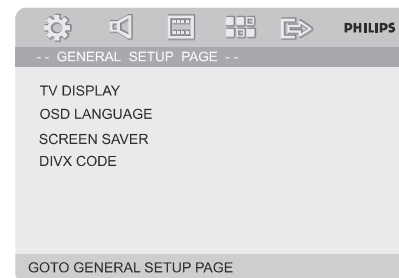 PHILIPS
-- GENERAL SETUP PAGE --
TV DISPLAY
OSD LANGUAGE
SCREEN SAVER
DIVX CODE
GOTO GENERAL SETUP PAGE